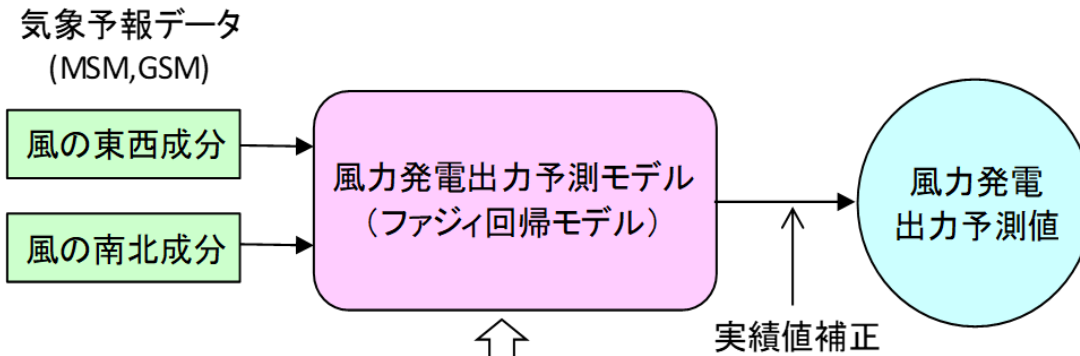 気象予報データ
(MSM,GSM)
風の東西成分
風の南北成分
風力発電出力予測モデル
（ファジィ回帰モデル）
実績値補正
風力発電
出力予測値